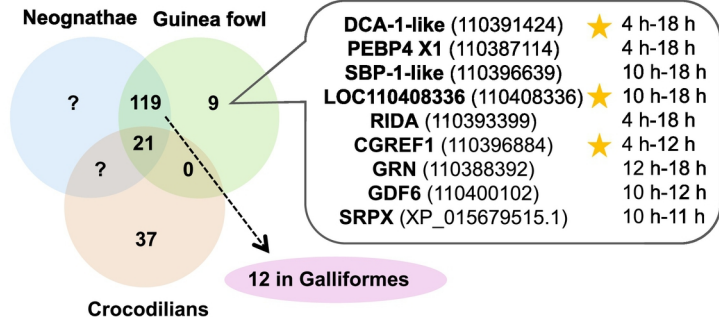 Neognathae
Guinea fowl
?
119
9
21
?
0
37
Crocodilians
12 in Galliformes
DCA-1-like (110391424) 4 h-18 h
PEBP4 X1 (110387114) 4 h-18 h
SBP-1-like (110396639) 10 h-18 h
LOC110408336 (110408336) 10 h-18 h
RIDA (110393399) 4 h-18 h
CGREF1 (110396884) 4 h-12 h
GRN (110388392) 12 h-18 h
GDF6 (110400102) 10 h-12 h
SRPX (XP_015679515.1) 10 h-11 h